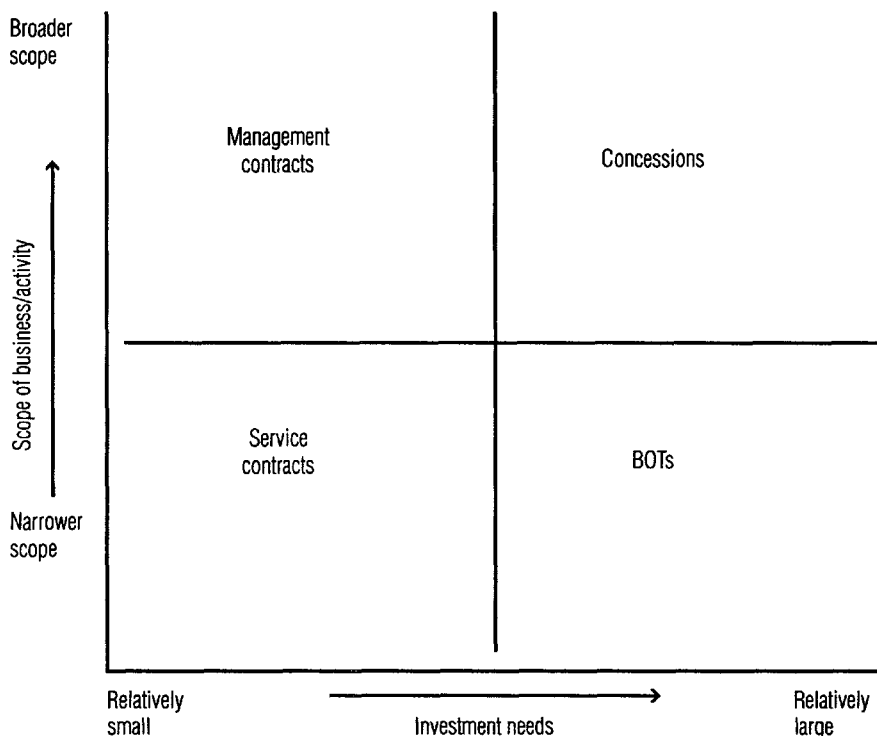 Broader
scope
Management
contracts
Concessions
Scope of business/activity
Service
contracts
BOTs
Narrower
scope
Relatively
small
Investment needs
Relatively
large